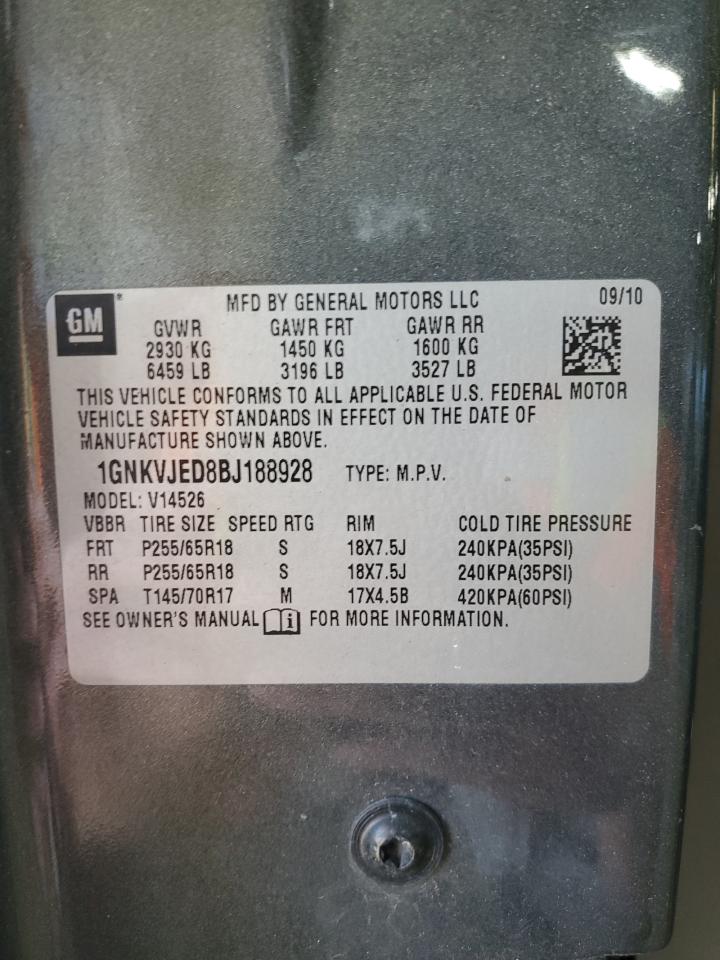 GM
MFD BY GENERAL MOTORS LLC 09/10
GVWR GAWR FRT GAWR RR
2930 KG 1450 KG 1600 KG
6459 LB 3196 LB 3527 LB
THIS VEHICLE CONFORMS TO ALL APPLICABLE U.S. FEDERAL MOTOR
VEHICLE SAFETY STANDARDS IN EFFECT ON THE DATE OF
MANUFACTURE SHOWN ABOVE.
1GNKVJED8BJ188928 TYPE: M.P.V.
MODEL: V14526
VBBR TIRE SIZE SPEED RTG RIM COLD TIRE PRESSURE
FRT P255/65R18 S 18X7.5J 240KPA(35PSI)
RR P255/65R18 S 18X7.5J 240KPA(35PSI)
SPA T145/70R17 M 17X4.5B 420KPA(60PSI)
SEE OWNER'S MANUAL i FOR MORE INFORMATION.